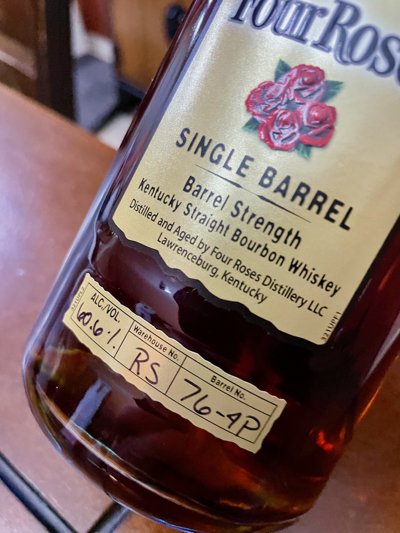 Four Rose
SINGLE BARREL
Barrel Strength
Kentucky Straight Bourbon Whiskey
Distilled and Aged by Four Roses Distillery LLC
Lawrenceburg, Kentucky
ALC./VOL Warehouse No. Barrel No.
60.6% RS 76-4P